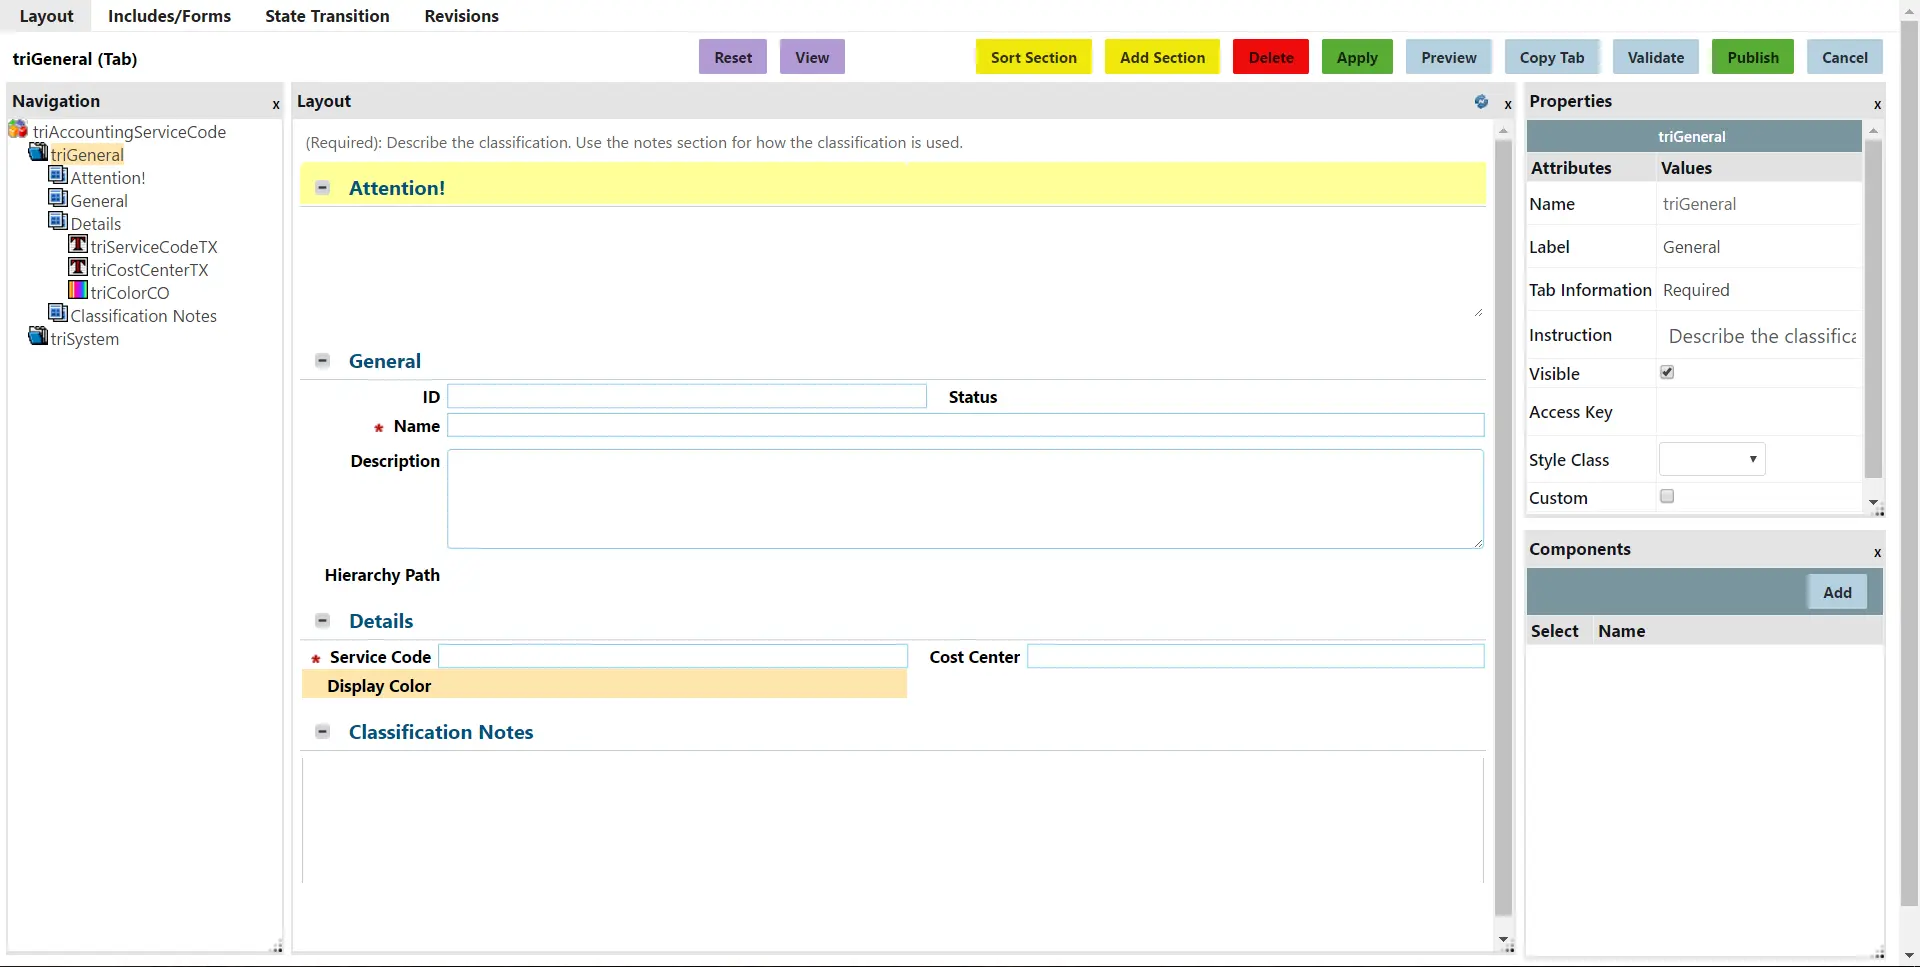 Layout Includes/Forms State Transition Revisions
triGeneral (Tab) Reset View Sort Section Add Section Delete Apply Preview Copy Tab Validate Publish Cancel
Navigation x
triAccountingServiceCode
triGeneral
Attention!
General
Details
triServiceCodeTX
triCostCenterTX
triColorCO
Classification Notes
triSystem
Layout x
(Required): Describe the classification. Use the notes section for how the classification is used.
Attention!
General
ID Status
* Name
Description
Hierarchy Path
Details
* Service Code Cost Center
Display Color
Classification Notes
Properties x
triGeneral
Attributes Values
Name triGeneral
Label General
Tab Information Required
Instruction Describe the classifica
Visible
Access Key
Style Class
Custom
Components x
Add
Select Name